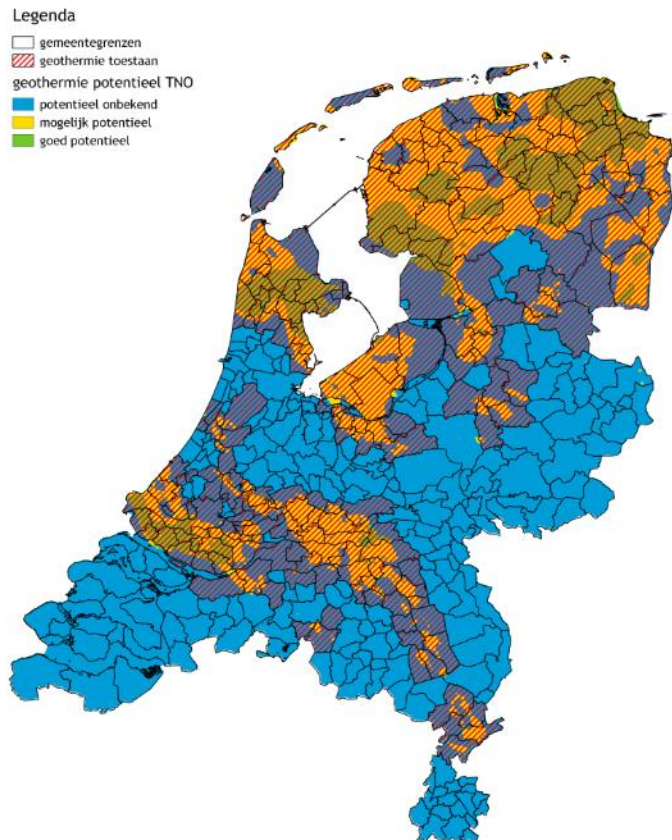 Legenda
gemeentegrenzen
geothermie toestaan
geothermie potentieel TNO
potentieel onbekend
mogelijk potentieel
goed potentieel